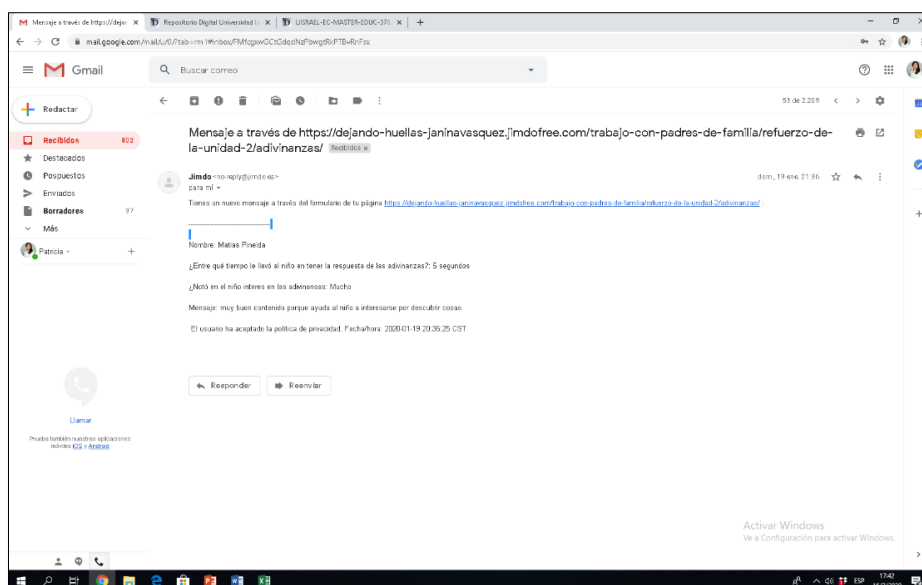 Mensaje a través de https://dejar
Repositorio Digital Universidad Is
UISRAEL-EC-MASTER-EDUC-378
mail.google.com/mail/u/0/?tab=rm1#inbox/
Gmail
Buscar correo
Redactar
53 de 2.289
Recibidos 802
Destacados
Pospuestos
Enviados
Borradores 97
Más
Patricia
Mensaje a través de https://dejando-huellas-janinavasquez.jimdofree.com/trabajo-con-padres-de-familia/refuerzo-de-
la-unidad-2/adivinanzas/ Recibidos x
Jimdo <no-reply@jimdo.es> dom, 19 ene. 21:36
para mí
Tienes un nuevo mensaje a través del formulario de tu página https://dejando-huellas-janinavasquez.jimdofree.com/trabajo-con-padres-de-familia/refuerzo-de-la-unidad-2/adivinanzas/ :
Nombre: Matias Pineida
¿Entre qué tiempo le llevó al niño en tener la respuesta de las adivinanzas?: 5 segundos
¿Notó en el niño interes en las adivinansas: Mucho
Mensaje: muy buen contenido porque ayuda al niño a interesarse por descubrir cosas
El usuario ha aceptado la política de privacidad. Fecha/hora: 2020-01-19 20:36:25 CST
Responder
Reenviar
Llamar
Prueba también nuestras aplicaciones
móviles iOS y Android
Activar Windows
Ve a Configuración para activar Windows.
ESP
17:42